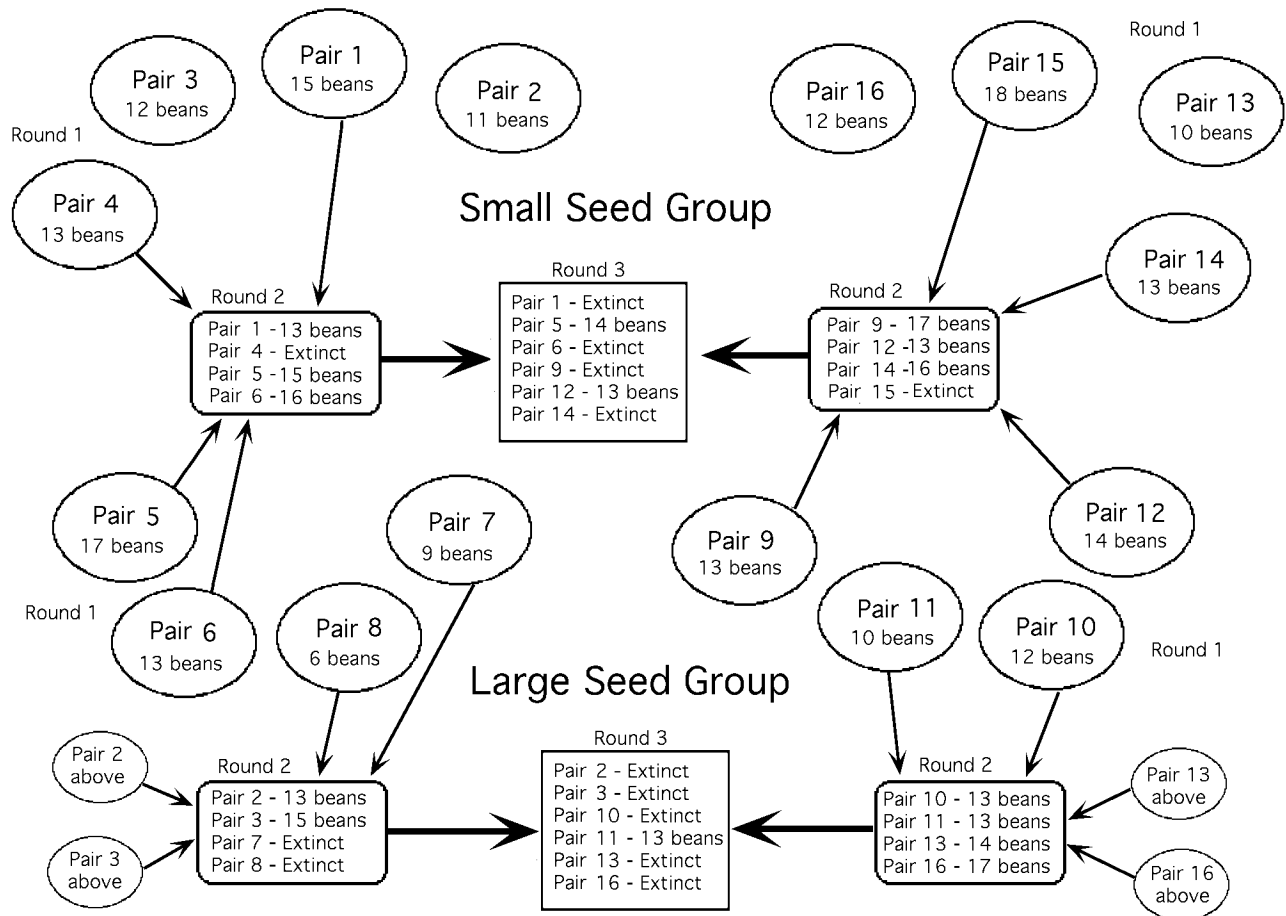 Pair 3
12 beans
Pair 1
15 beans
Pair 2
11 beans
Round 1
Pair 4
13 beans
Pair 16
12 beans
Pair 15
18 beans
Round 1
Pair 13
10 beans
Pair 14
13 beans
Small Seed Group
Round 2
Pair 1 -13 beans
Pair 4 - Extinct
Pair 5 -15 beans
Pair 6 -16 beans
Round 3
Pair 1 - Extinct
Pair 5 - 14 beans
Pair 6 - Extinct
Pair 9 - Extinct
Pair 12 - 13 beans
Pair 14 - Extinct
Round 2
Pair 9 - 17 beans
Pair 12 -13 beans
Pair 14 -16 beans
Pair 15 -Extinct
Pair 5
17 beans
Round 1
Pair 6
13 beans
Pair 8
6 beans
Pair 7
9 beans
Pair 9
13 beans
Pair 12
14 beans
Pair 11
10 beans
Pair 10
12 beans
Round 1
Large Seed Group
Pair 2
above
Pair 3
above
Round 2
Pair 2 - 13 beans
Pair 3 - 15 beans
Pair 7 - Extinct
Pair 8 - Extinct
Round 3
Pair 2 - Extinct
Pair 3 - Extinct
Pair 10 - Extinct
Pair 11 - 13 beans
Pair 13 - Extinct
Pair 16 - Extinct
Round 2
Pair 10 - 13 beans
Pair 11 - 13 beans
Pair 13 - 14 beans
Pair 16 - 17 beans
Pair 13
above
Pair 16
above